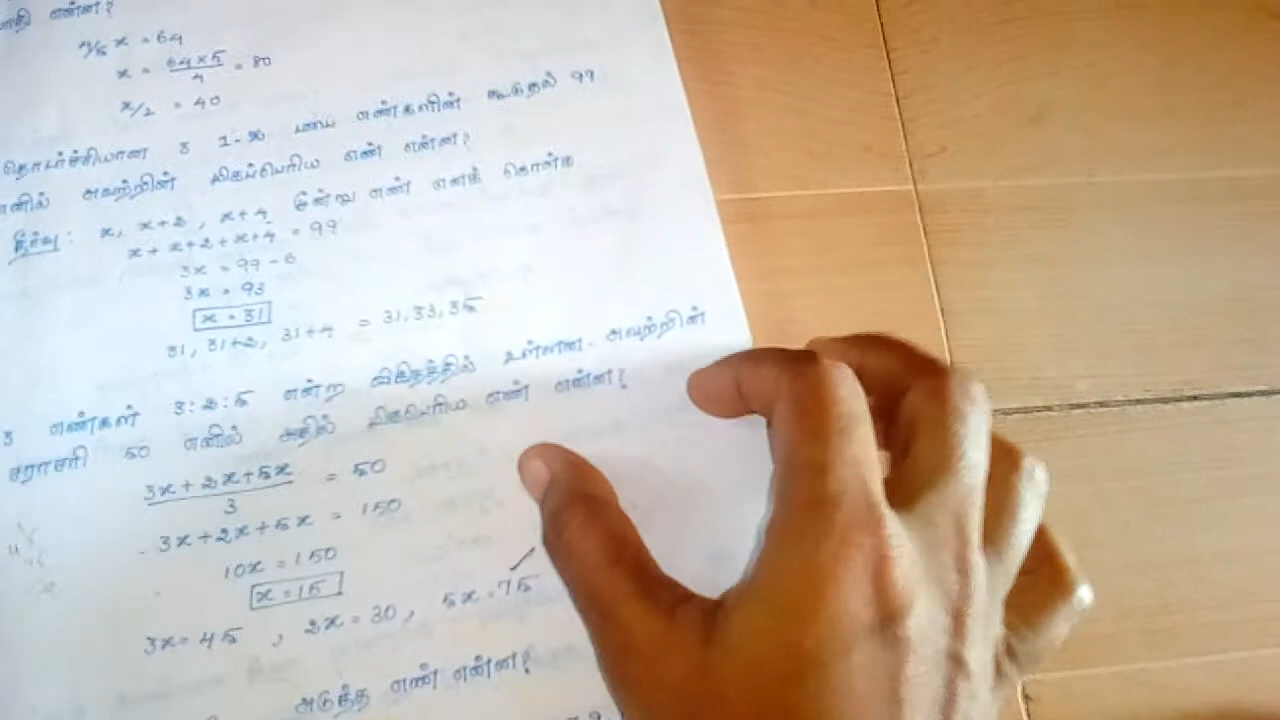 என்ன?
4/5 x = 64
x = 64 x 5 / 4 = 80
x/2 = 40
தொடர்ச்சியான 3 எண்களின் கூடுதல் 99
எனில் அவற்றின் மிகப்பெரிய எண் என்ன?
தீர்வு: x, x+2, x+4 மூன்று எண் எனக் கொள்க
x + x+2 + x+4 = 99
3x = 99 - 6
3x = 93
x = 31
31, 31+2, 31+4 = 31, 33, 35
3 எண்கள் 3:2:5 என்ற விகிதத்தில் உள்ளன. அவற்றின்
சராசரி 50 எனில் அதில் மிகபெரிய எண் என்ன?
3x + 2x + 5x / 3 = 50
3x + 2x + 5x = 150
10x = 150
x = 15
3x = 45, 2x = 30, 5x = 75 ✓
அடுத்த எண் என்ன?